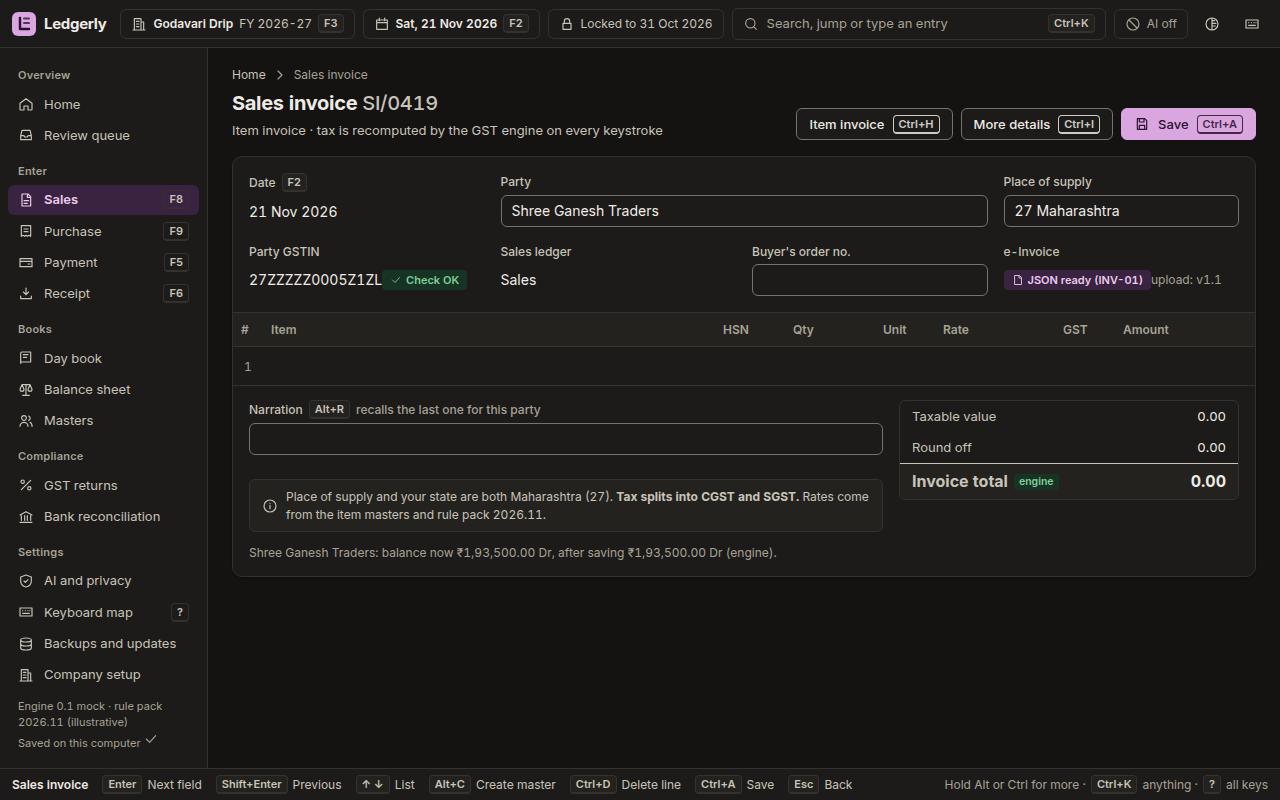 Ledgerly
Godavari Drip FY 2026-27 F3
Sat, 21 Nov 2026 F2
Locked to 31 Oct 2026
Search, jump or type an entry Ctrl+K
AI off
Overview
Home
Review queue
Enter
Sales F8
Purchase F9
Payment F5
Receipt F6
Books
Day book
Balance sheet
Masters
Compliance
GST returns
Bank reconciliation
Settings
AI and privacy
Keyboard map ?
Backups and updates
Company setup
Engine 0.1 mock · rule pack
2026.11 (illustrative)
Saved on this computer
Home > Sales invoice
Sales invoice SI/0419
Item invoice · tax is recomputed by the GST engine on every keystroke
Item invoice Ctrl+H
More details Ctrl+I
Save Ctrl+A
Date F2
Party
Place of supply
21 Nov 2026
Shree Ganesh Traders
27 Maharashtra
Party GSTIN
Sales ledger
Buyer's order no.
e-Invoice
27ZZZZZ0005Z1ZL Check OK
Sales
JSON ready (INV-01) upload: v1.1
# Item HSN Qty Unit Rate GST Amount
1
Narration Alt+R recalls the last one for this party
Taxable value 0.00
Round off 0.00
Invoice total engine 0.00
Place of supply and your state are both Maharashtra (27). Tax splits into CGST and SGST. Rates come
from the item masters and rule pack 2026.11.
Shree Ganesh Traders: balance now ₹1,93,500.00 Dr, after saving ₹1,93,500.00 Dr (engine).
Sales invoice Enter Next field Shift+Enter Previous ↑↓ List Alt+C Create master Ctrl+D Delete line Ctrl+A Save Esc Back Hold Alt or Ctrl for more · Ctrl+K anything · ? all keys